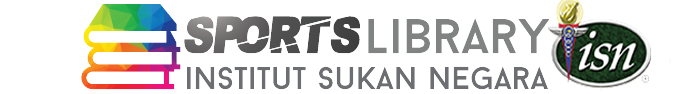 SPORTS LIBRARY
INSTITUT SUKAN NEGARA
isn
®